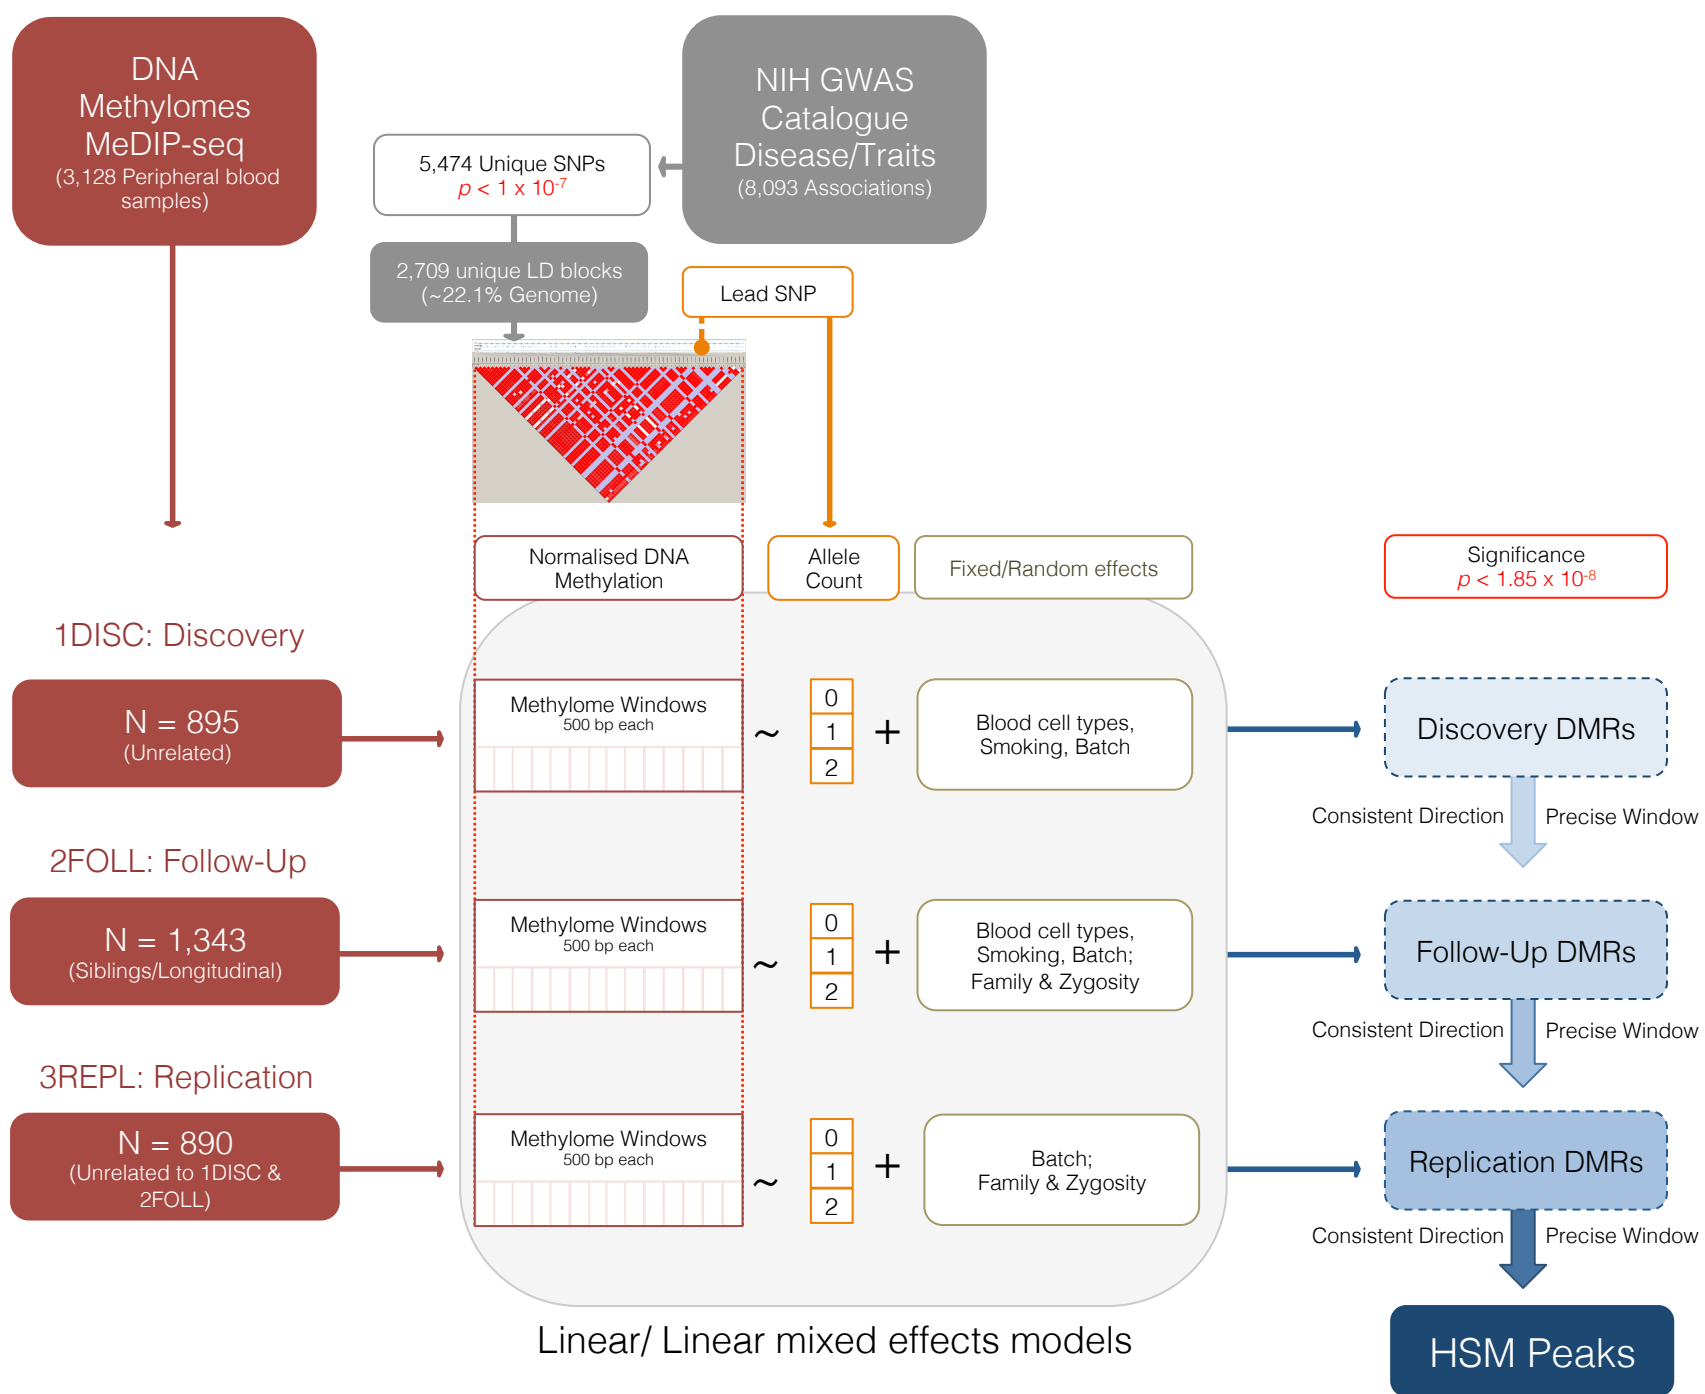 DNA
Methylomes
MeDIP-seq
(3,128 Peripheral blood
samples)
NIH GWAS
Catalogue
Disease/Traits
(8,093 Associations)
5,474 Unique SNPs
p < 1 x 10-7
2,709 unique LD blocks
(~22.1% Genome)
Lead SNP
Normalised DNA
Methylation
Allele
Count
Fixed/Random effects
Significance
p < 1.85 x 10-8
1DISC: Discovery
N = 895
(Unrelated)
Methylome Windows
500 bp each
~
0
1
2
+
Blood cell types,
Smoking, Batch
Discovery DMRs
Consistent Direction
Precise Window
2FOLL: Follow-Up
N = 1,343
(Siblings/Longitudinal)
Methylome Windows
500 bp each
~
0
1
2
+
Blood cell types,
Smoking, Batch;
Family & Zygosity
Follow-Up DMRs
Consistent Direction
Precise Window
3REPL: Replication
N = 890
(Unrelated to 1DISC &
2FOLL)
Methylome Windows
500 bp each
~
0
1
2
+
Batch;
Family & Zygosity
Replication DMRs
Consistent Direction
Precise Window
Linear/ Linear mixed effects models
HSM Peaks